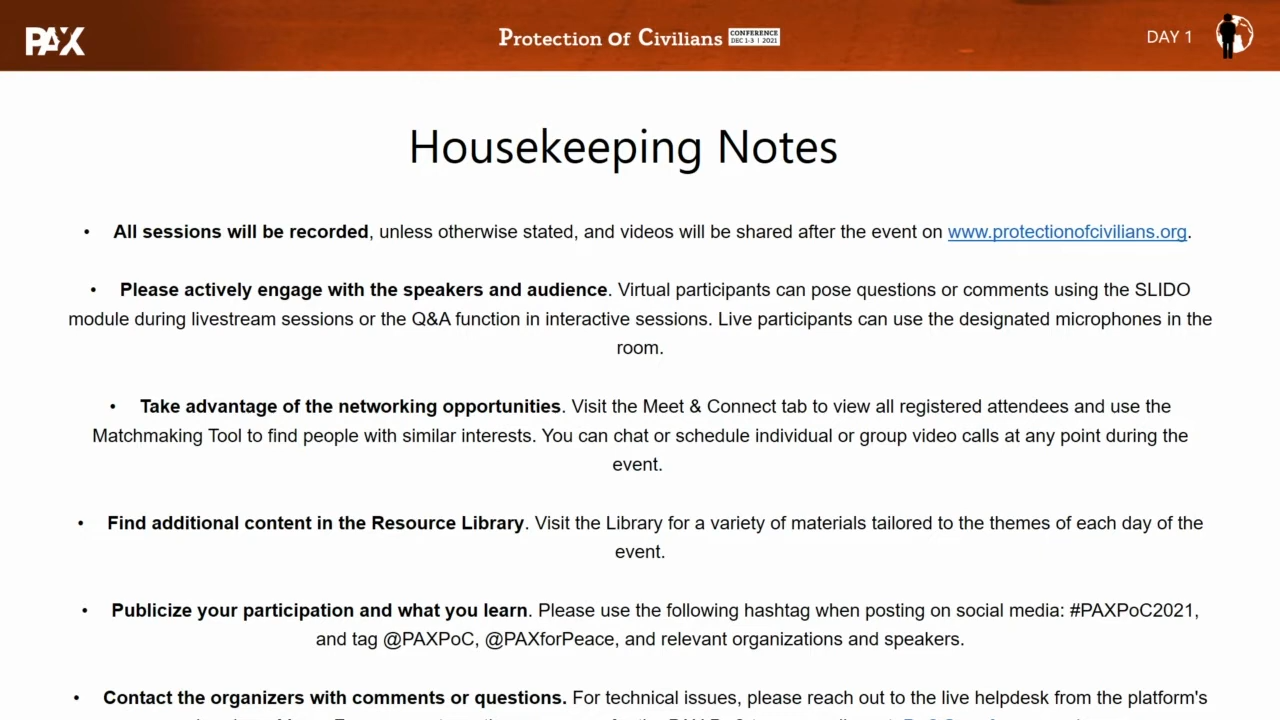 PAX
Protection of Civilians
CONFERENCE
DEC 1-3 | 2021
DAY 1
Housekeeping Notes
• All sessions will be recorded, unless otherwise stated, and videos will be shared after the event on www.protectionofcivilians.org.
• Please actively engage with the speakers and audience. Virtual participants can pose questions or comments using the SLIDO
module during livestream sessions or the Q&A function in interactive sessions. Live participants can use the designated microphones in the
room.
• Take advantage of the networking opportunities. Visit the Meet & Connect tab to view all registered attendees and use the
Matchmaking Tool to find people with similar interests. You can chat or schedule individual or group video calls at any point during the
event.
• Find additional content in the Resource Library. Visit the Library for a variety of materials tailored to the themes of each day of the
event.
• Publicize your participation and what you learn. Please use the following hashtag when posting on social media: #PAXPoC2021,
and tag @PAXPoC, @PAXforPeace, and relevant organizations and speakers.
• Contact the organizers with comments or questions. For technical issues, please reach out to the live helpdesk from the platform's